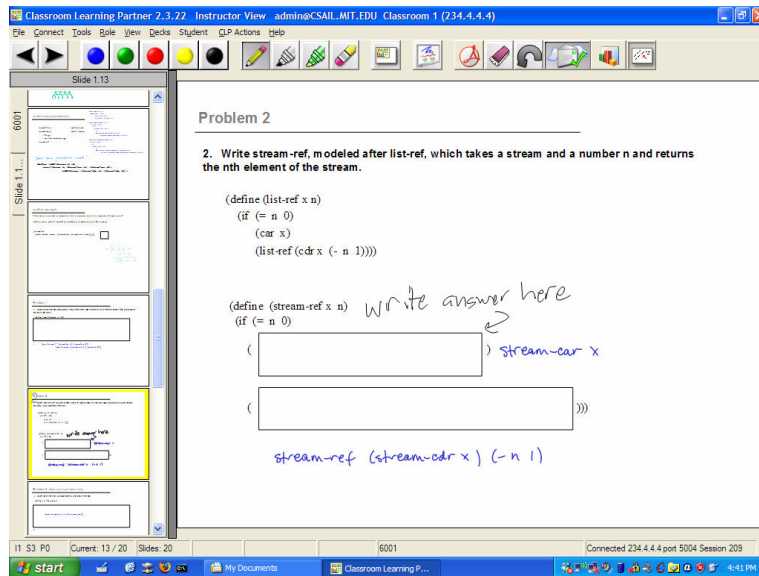 Classroom Learning Partner 2.3.22 Instructor View admin@CSAIL.MIT.EDU Classroom 1 (234.4.4.4)
File Connect Tools Role View Decks Student CLP Actions Help
Slide 1.13
6001
Slide 1.1...
Problem 2
2. Write stream-ref, modeled after list-ref, which takes a stream and a number n and returns
the nth element of the stream.
(define (list-ref x n)
(if (= n 0)
(car x)
(list-ref (cdr x (- n 1))))
(define (stream-ref x n)
write answer here
(if (= n 0)
( ) stream-car x
( )))
stream-ref (stream-cdr x) (- n 1)
I1 S3 P0 Current: 13 / 20 Slides: 20 6001 Connected 234.4.4.4 port 5004 Session 209
start My Documents Classroom Learning P... 4:41 PM